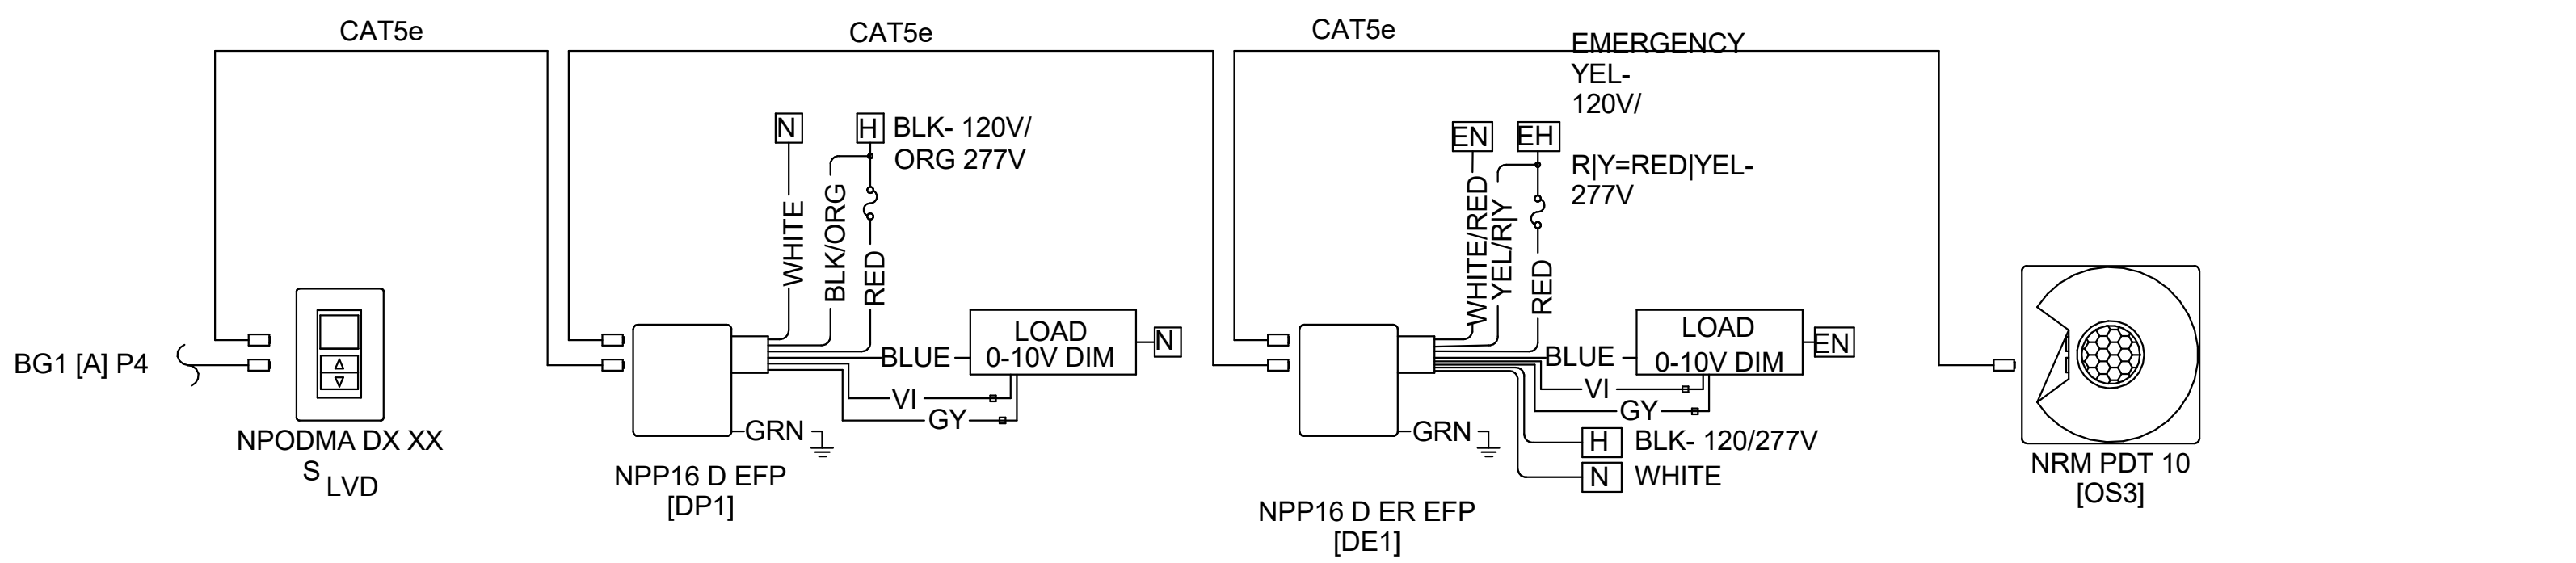 CAT5e
CAT5e
CAT5e
EMERGENCY
YEL-
120V/
N
H
BLK- 120V/
ORG 277V
EN
EH
R|Y=RED|YEL-
277V
WHITE
BLK/ORG
RED
WHITE/RED
YEL/R|Y
RED
BG1 [A] P4
LOAD
0-10V DIM
N
BLUE
VI
GY
GRN
LOAD
0-10V DIM
EN
BLUE
VI
GY
GRN
H
BLK- 120/277V
N
WHITE
NPODMA DX XX
S
LVD
NPP16 D EFP
[DP1]
NPP16 D ER EFP
[DE1]
NRM PDT 10
[OS3]